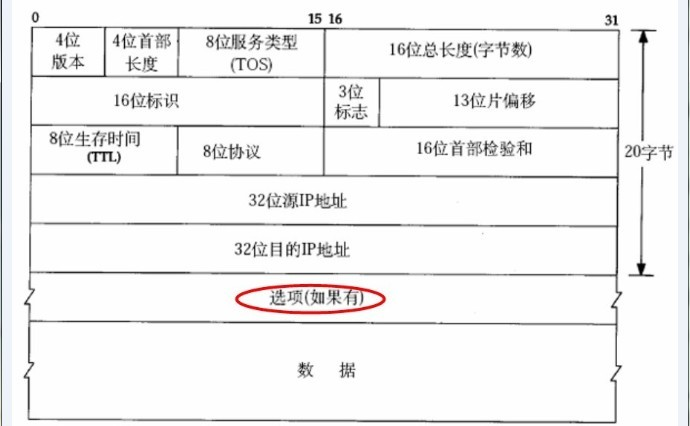 0 15 16 31
4位版本 4位首部长度 8位服务类型(TOS) 16位总长度(字节数)
16位标识 3位标志 13位片偏移
8位生存时间(TTL) 8位协议 16位首部检验和
20字节
32位源IP地址
32位目的IP地址
选项(如果有)
数 据